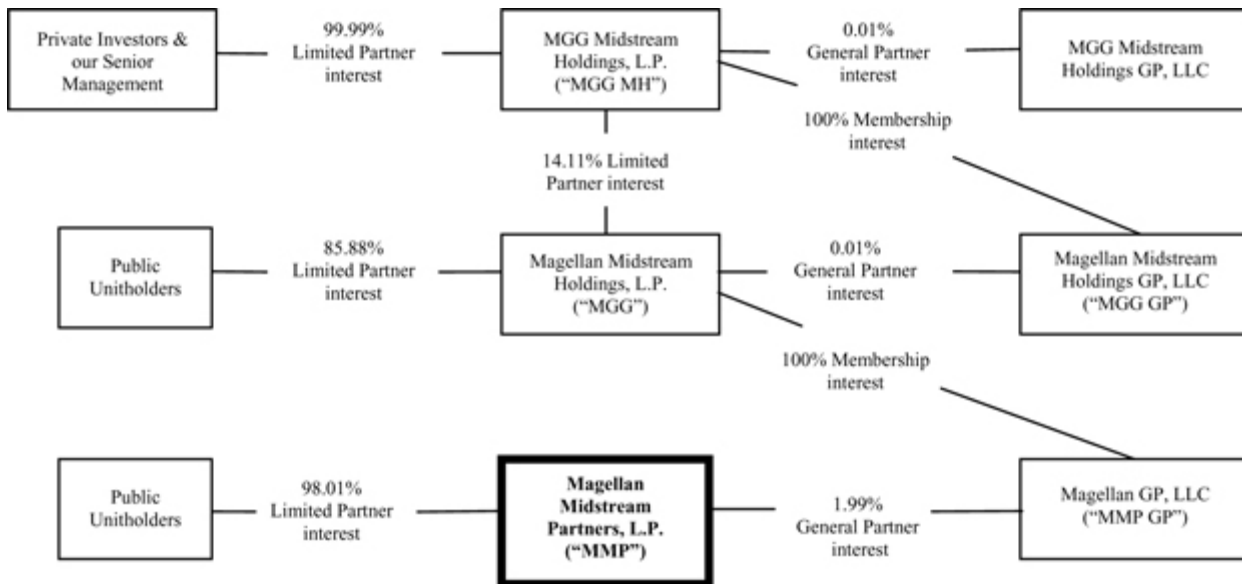 Private Investors &
our Senior
Management
99.99%
Limited Partner
interest
MGG Midstream
Holdings, L.P.
(“MGG MH”)
0.01%
General Partner
interest
MGG Midstream
Holdings GP, LLC
100% Membership
interest
14.11% Limited
Partner interest
Public
Unitholders
85.88%
Limited Partner
interest
Magellan Midstream
Holdings, L.P.
(“MGG”)
0.01%
General Partner
interest
Magellan Midstream
Holdings GP, LLC
(“MGG GP”)
100% Membership
interest
Public
Unitholders
98.01%
Limited Partner
interest
Magellan
Midstream
Partners, L.P.
(“MMP”)
1.99%
General Partner
interest
Magellan GP, LLC
(“MMP GP”)